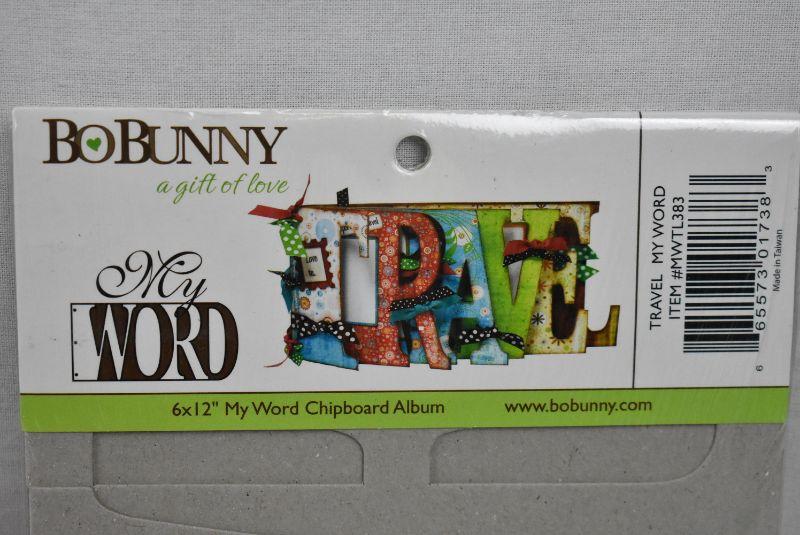 BOBUNNY
a gift of love
My
WORD
TRAVEL
Love
6x12" My Word Chipboard Album
www.bobunny.com
TRAVEL MY WORD
ITEM #MWTL383
6 65573 01738 3
Made in Taiwan